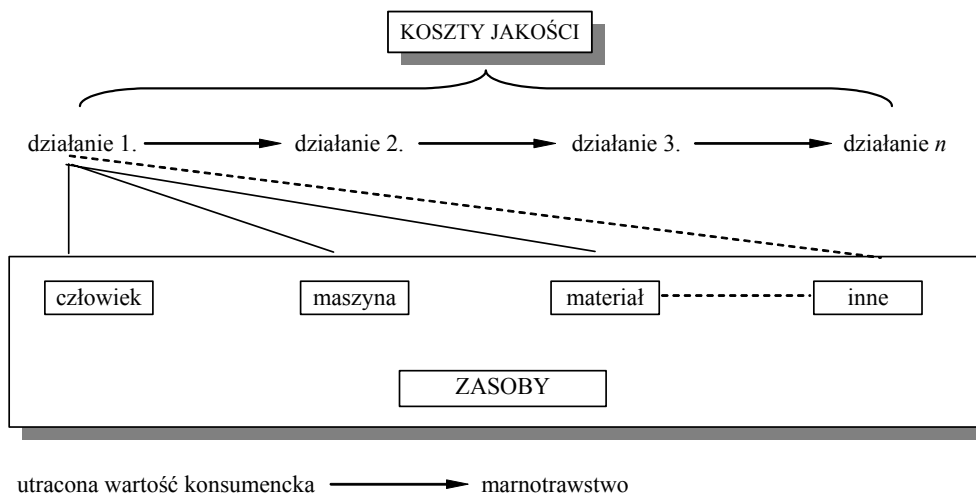 KOSZTY JAKOŚCI
działanie 1. działanie 2. działanie 3. działanie n
człowiek maszyna materiał inne
ZASOBY
utracona wartość konsumencka marnotrawstwo